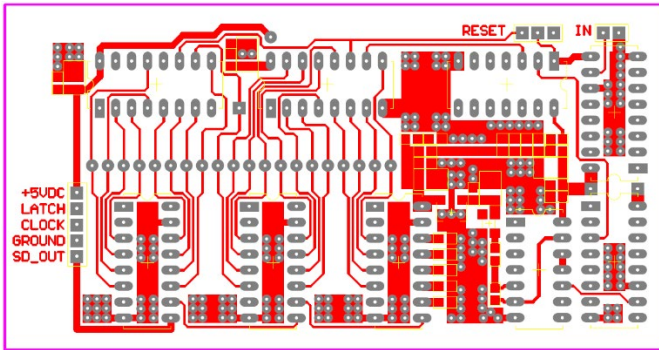 RESET
IN
+5VDC
LATCH
CLOCK
GROUND
SD_OUT